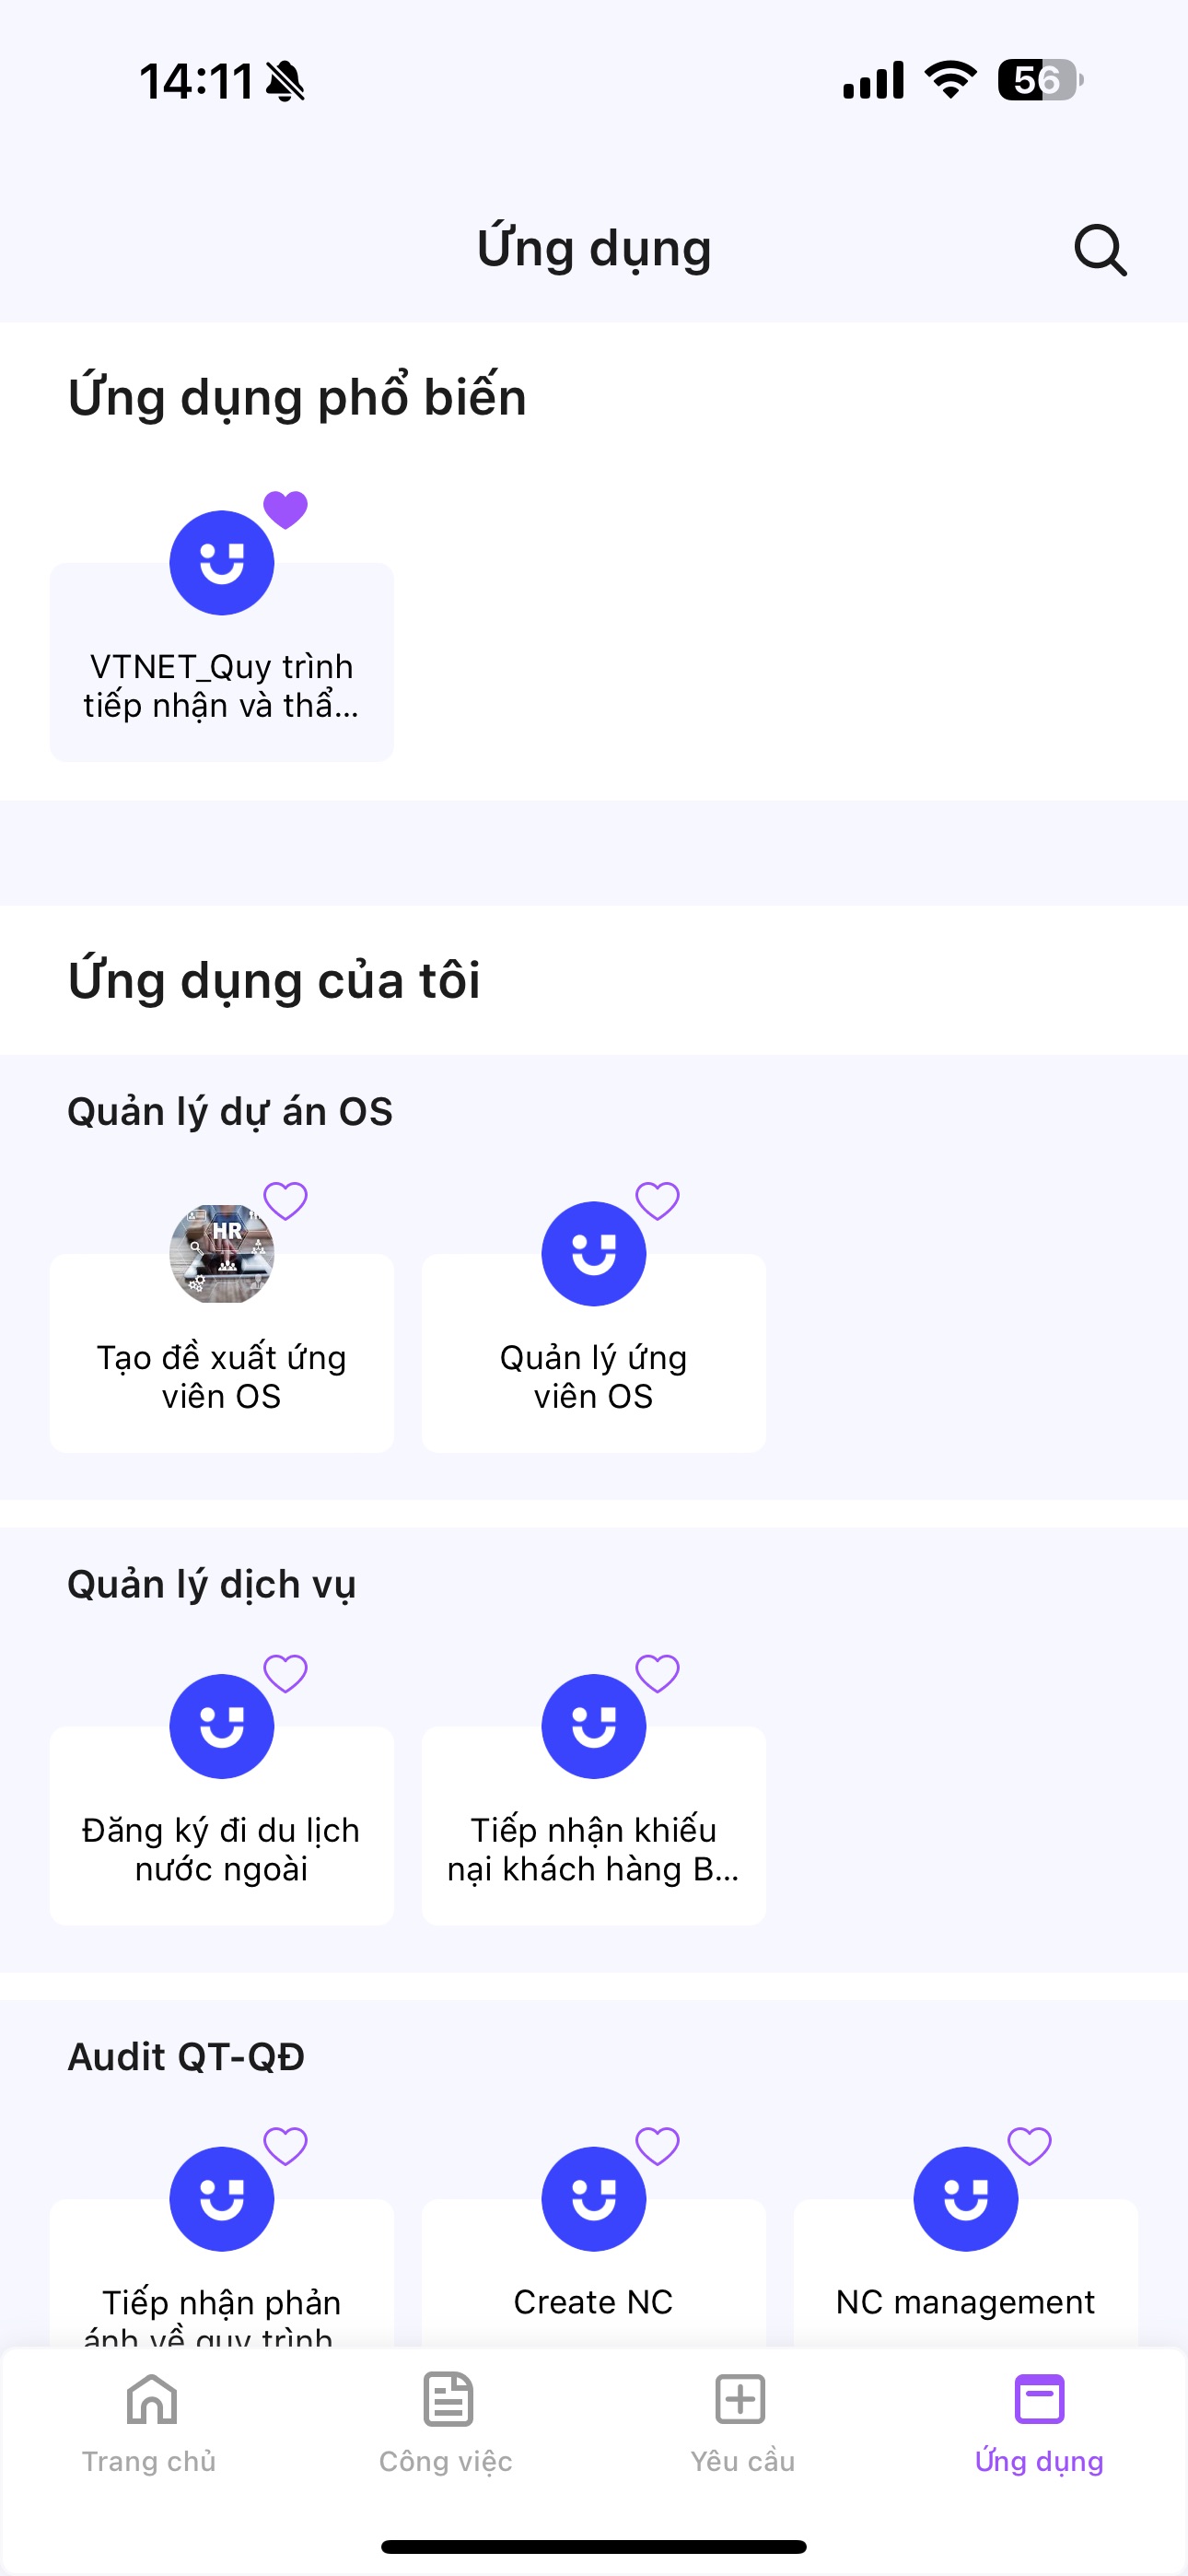 14:11
56
Ứng dụng
Ứng dụng phổ biến
VTNET_Quy trình
tiếp nhận và thẩ...
Ứng dụng của tôi
Quản lý dự án OS
HR
Tạo đề xuất ứng
viên OS
Quản lý ứng
viên OS
Quản lý dịch vụ
Đăng ký đi du lịch
nước ngoài
Tiếp nhận khiếu
nại khách hàng B...
Audit QT-QĐ
Tiếp nhận phản
ánh về quy trình
Create NC
NC management
Trang chủ
Công việc
Yêu cầu
Ứng dụng